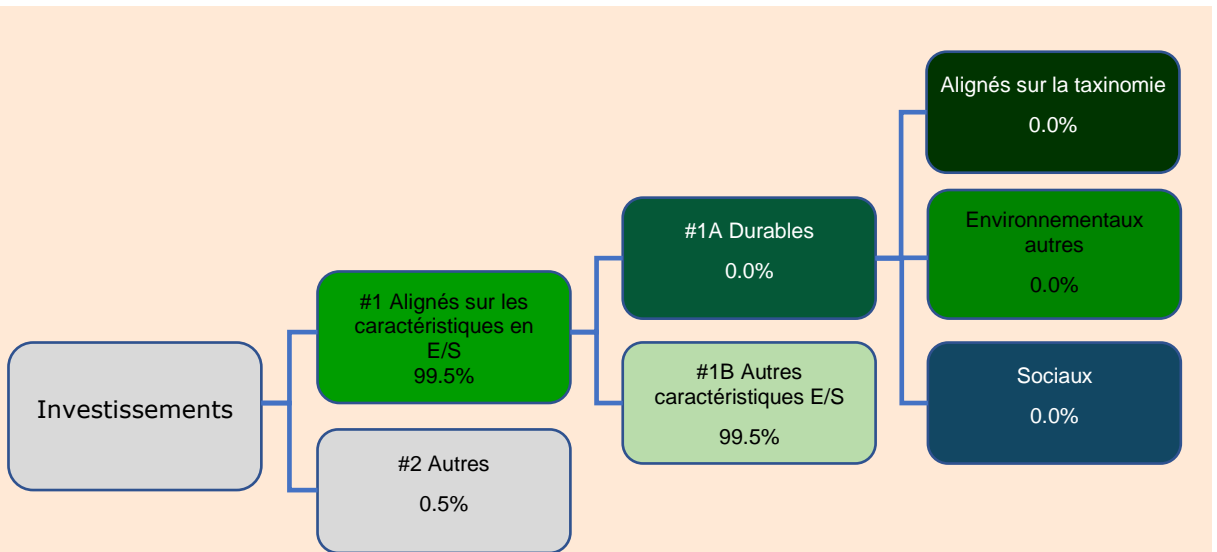 Investissements
#1 Alignés sur les
caractéristiques en
E/S
99.5%
#2 Autres
0.5%
#1A Durables
0.0%
#1B Autres
caractéristiques E/S
99.5%
Alignés sur la taxinomie
0.0%
Environnementaux
autres
0.0%
Sociaux
0.0%